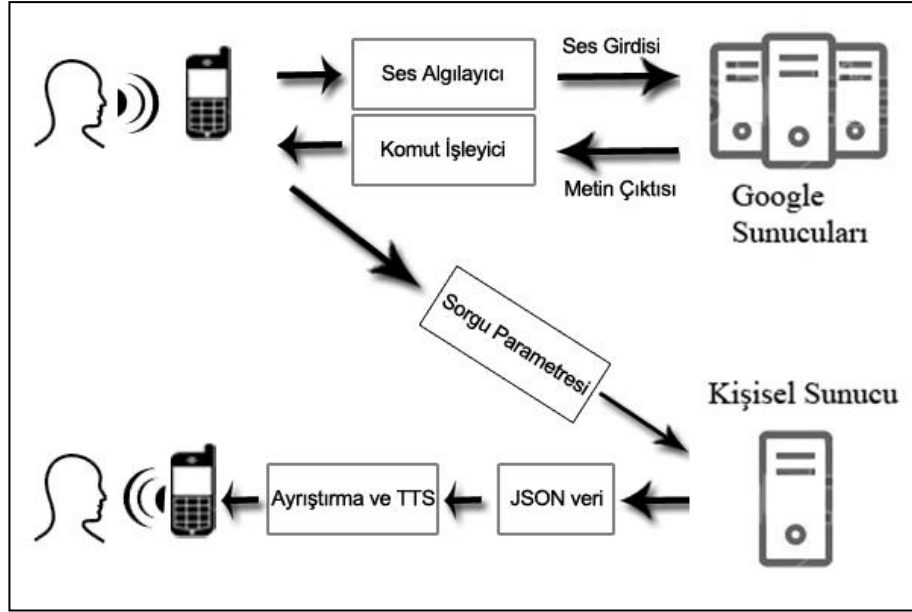 Ses Girdisi
Ses Algılayıcı
Komut İşleyici
Metin Çıktısı
Google
Sunucuları
Sorgu Parametresi
Kişisel Sunucu
Ayrıştırma ve TTS
JSON veri